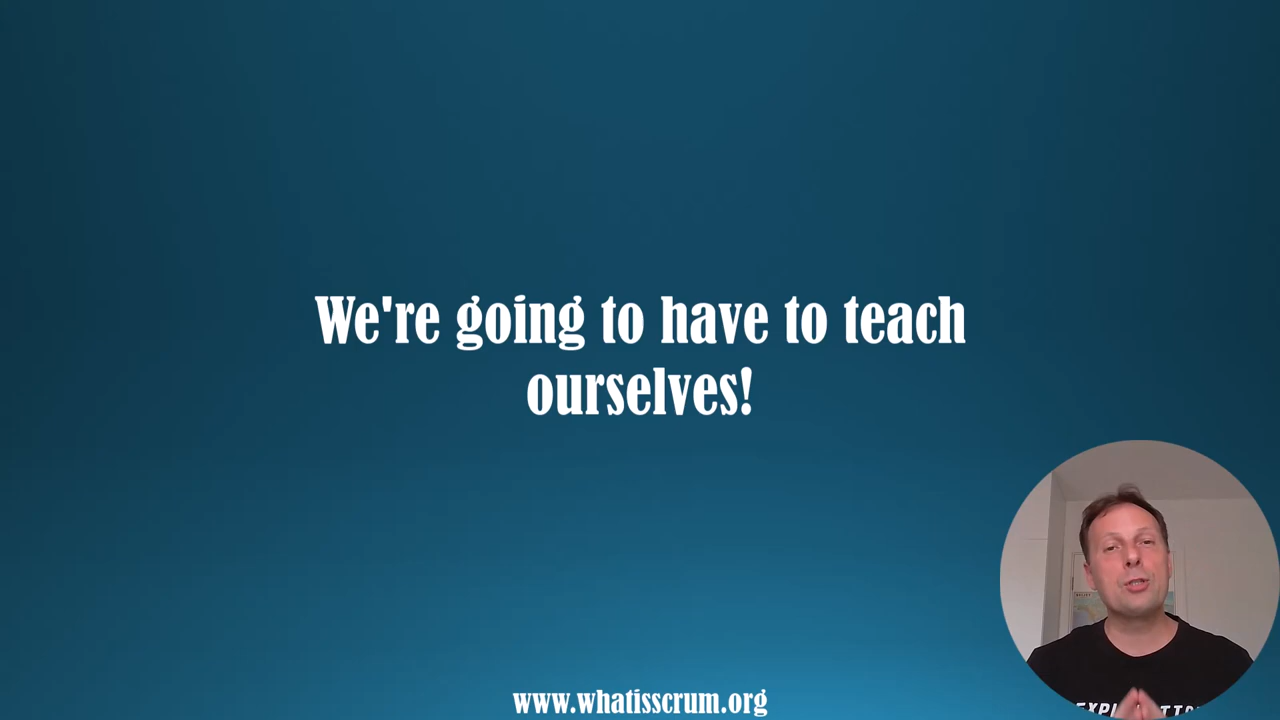 We're going to have to teach
ourselves!
www.whatisscrum.org